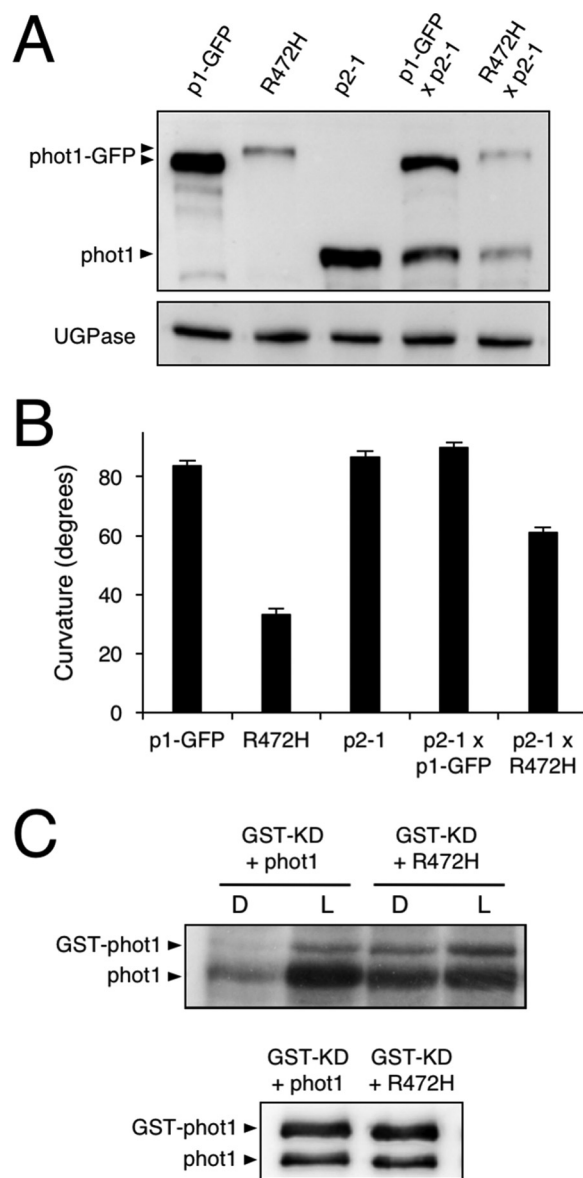 A
p1-GFP
R472H
p2-1
p1-GFP
x p2-1
R472H
x p2-1
phot1-GFP
phot1
UGPase
B
Curvature (degrees)
80
60
40
20
0
p1-GFP
R472H
p2-1
p2-1 x
p1-GFP
p2-1 x
R472H
C
GST-KD
+ phot1
GST-KD
+ R472H
D
L
D
L
GST-phot1
phot1
GST-KD
+ phot1
GST-KD
+ R472H
GST-phot1
phot1